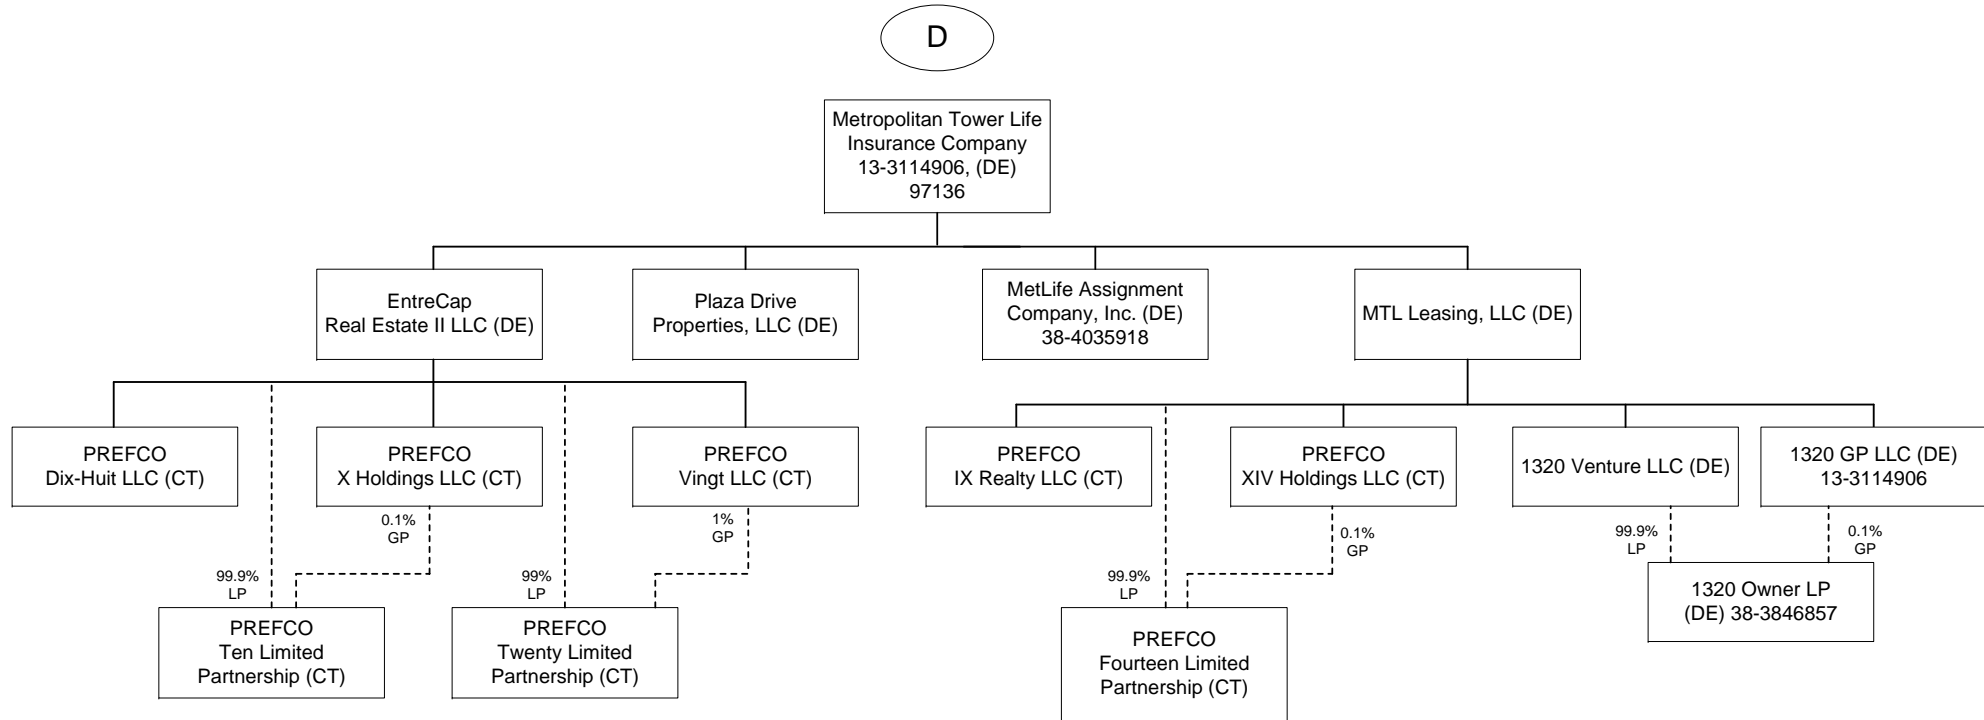 D
Metropolitan Tower Life
Insurance Company
13-3114906, (DE)
97136
EntreCap
Real Estate II LLC (DE)
Plaza Drive
Properties, LLC (DE)
MetLife Assignment
Company, Inc. (DE)
38-4035918
MTL Leasing, LLC (DE)
PREFCO
Dix-Huit LLC (CT)
PREFCO
X Holdings LLC (CT)
PREFCO
Vingt LLC (CT)
PREFCO
IX Realty LLC (CT)
PREFCO
XIV Holdings LLC (CT)
1320 Venture LLC (DE)
1320 GP LLC (DE)
13-3114906
0.1%
GP
1%
GP
0.1%
GP
99.9%
LP
0.1%
GP
99.9%
LP
99%
LP
99.9%
LP
PREFCO
Ten Limited
Partnership (CT)
PREFCO
Twenty Limited
Partnership (CT)
PREFCO
Fourteen Limited
Partnership (CT)
1320 Owner LP
(DE) 38-3846857